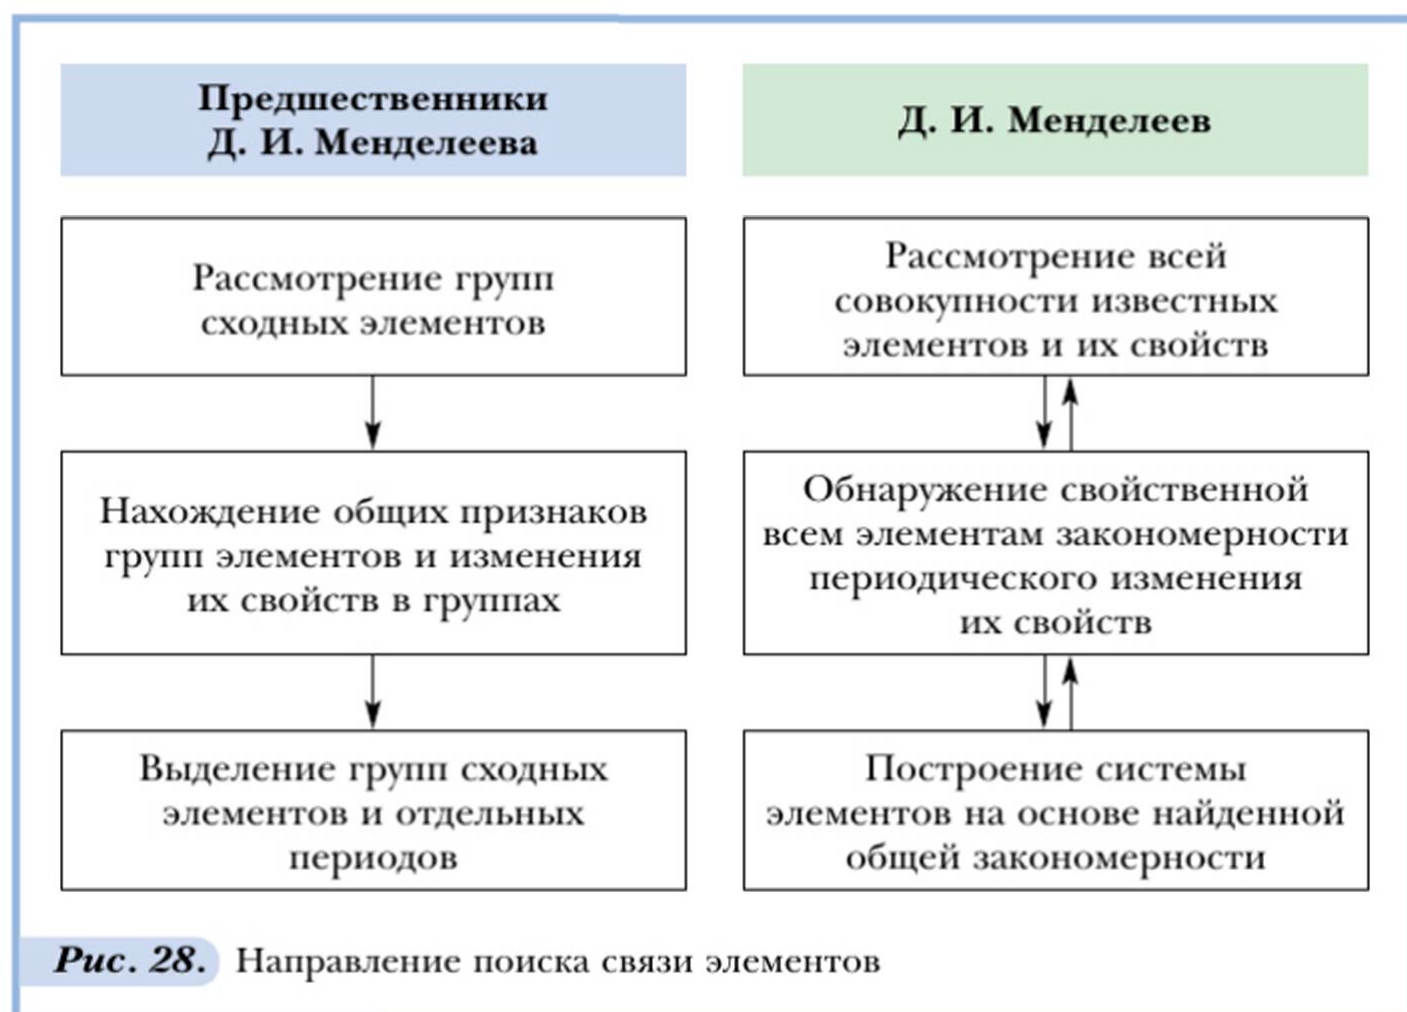 Предшественники
Д. И. Менделеева
Рассмотрение групп
сходных элементов
Нахождение общих признаков
групп элементов и изменения
их свойств в группах
Выделение групп сходных
элементов и отдельных
периодов
Д. И. Менделеев
Рассмотрение всей
совокупности известных
элементов и их свойств
Обнаружение свойственной
всем элементам закономерности
периодического изменения
их свойств
Построение системы
элементов на основе найденной
общей закономерности
Рис. 28. Направление поиска связи элементов